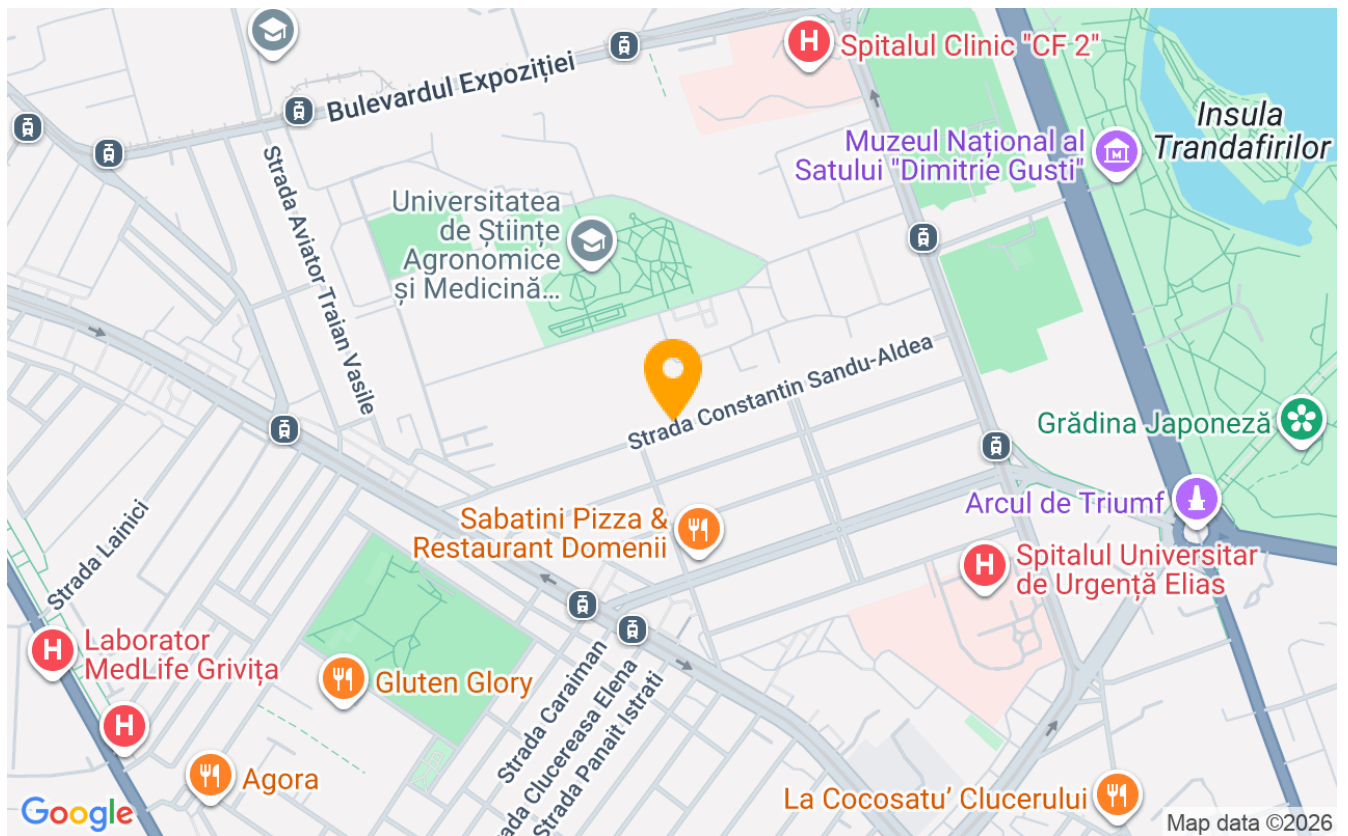 Spitalul Clinic "CF 2"
Bulevardul Expoziției
Insula
Trandafirilor
Muzeul Național al
Satului "Dimitrie Gusti"
Strada Aviator Traian Vasile
Universitatea
de Științe
Agronomice
și Medicină...
Strada Constantin Sandu-Aldea
Grădina Japoneză
Arcul de Triumf
Sabatini Pizza &
Restaurant Domenii
Strada Lainici
Spitalul Universitar
de Urgență Elias
Laborator
MedLife Grivița
Gluten Glory
Strada Caraiman
Clucereasa Elena
Strada Panait Istrati
Agora
La Cocosatu' Clucerului
Google
Map data ©2026